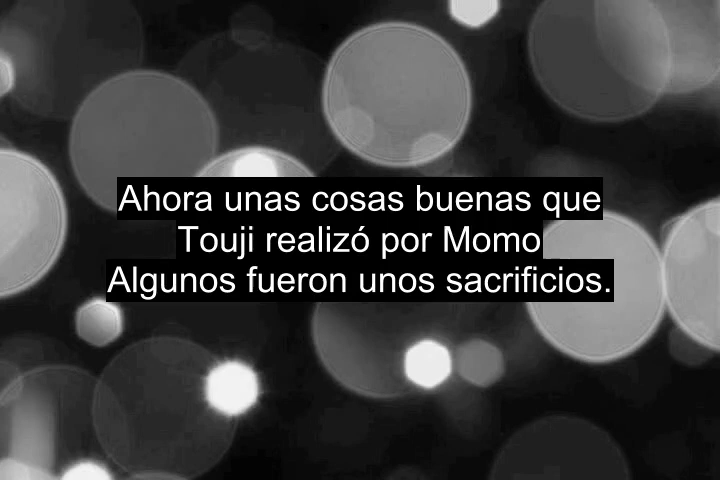 Ahora unas cosas buenas que
Touji realizó por Momo
Algunos fueron unos sacrificios.